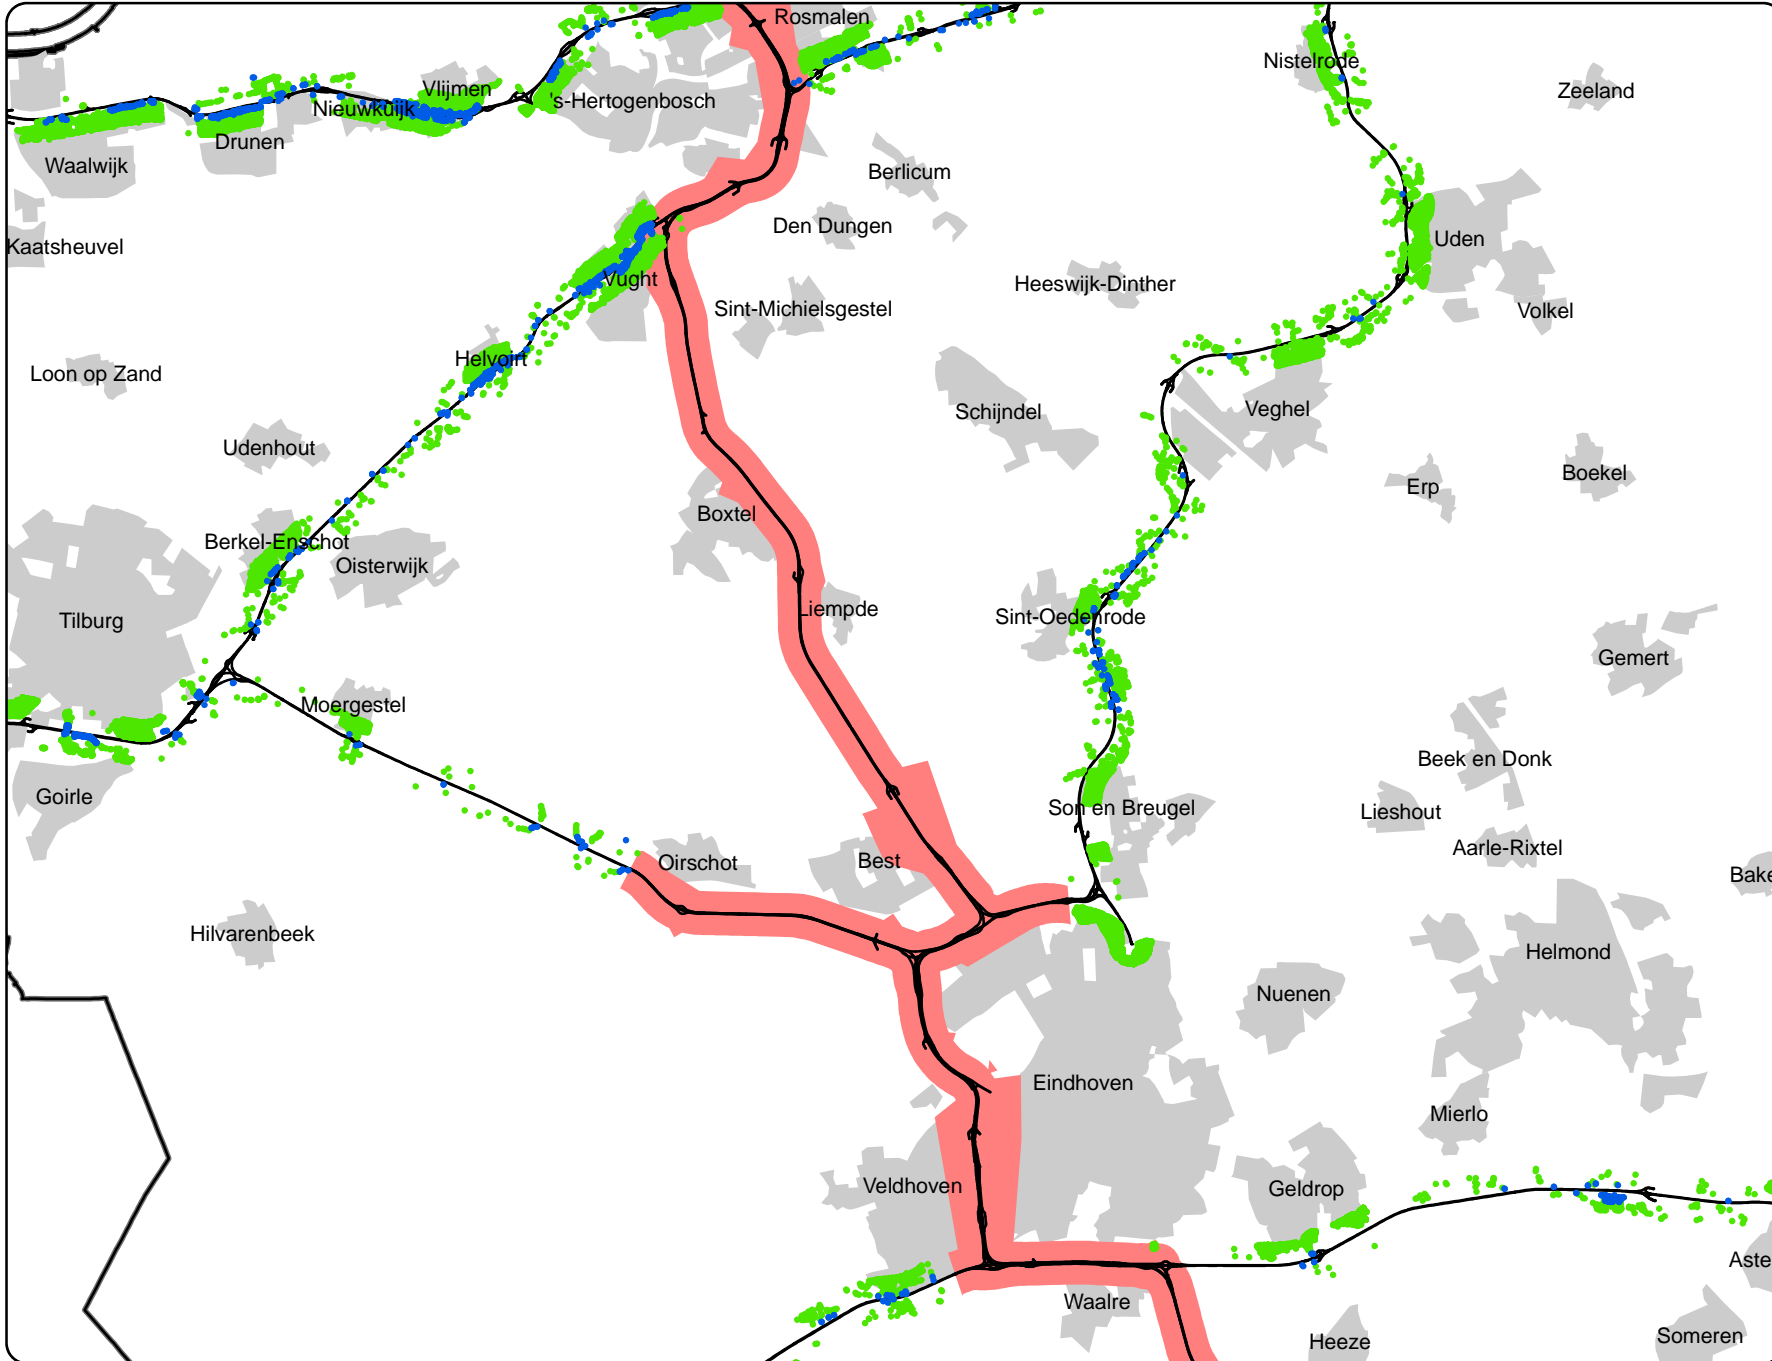 Rosmalen
Nistelrode
Vlijmen
Zeeland
's-Hertogenbosch
Nieuwkuijk
Drunen
Waalwijk
Berlicum
Den Dungen
Uden
Kaatsheuvel
Vught
Heeswijk-Dinther
Sint-Michielsgestel
Volkel
Helvoirt
Loon op Zand
Schijndel
Veghel
Udenhout
Boekel
Erp
Boxtel
Berkel-Enschot
Oisterwijk
Liempde
Sint-Oedenrode
Tilburg
Gemert
Moergestel
Beek en Donk
Goirle
Son en Breugel
Lieshout
Aarle-Rixtel
Oirschot
Best
Bake
Hilvarenbeek
Helmond
Nuenen
Eindhoven
Mierlo
Veldhoven
Geldrop
Aste
Waalre
Someren
Heeze